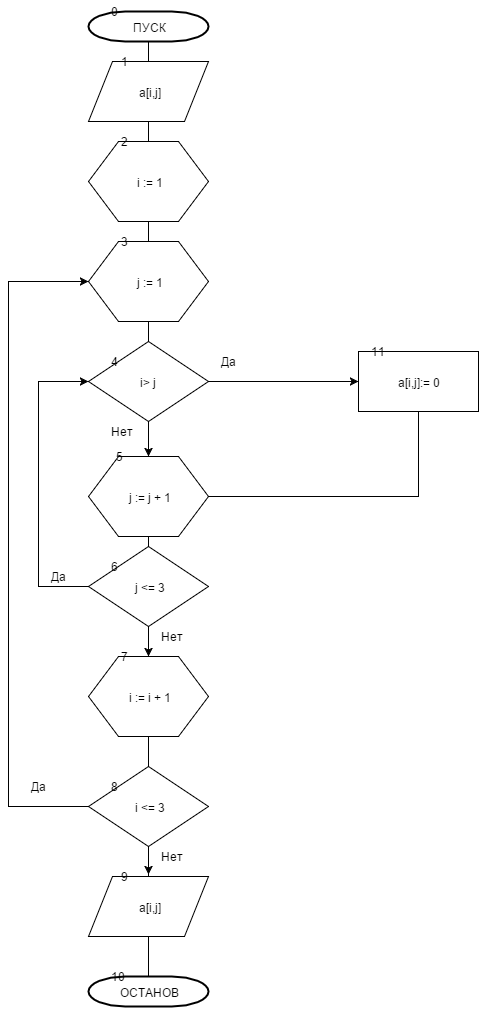 0
ПУСК
1
a[i,j]
2
i := 1
3
j := 1
4
i> j
Да
11
a[i,j]:= 0
Нет
5
j := j + 1
6
j <= 3
Да
Нет
7
i := i + 1
8
i <= 3
Да
Нет
9
a[i,j]
10
ОСТАНОВ